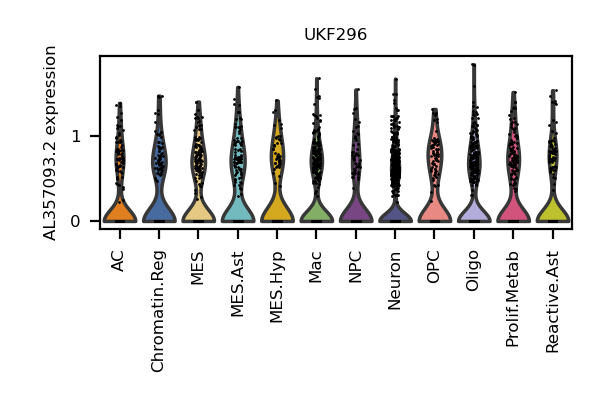 UKF296
AL357093.2 expression
1
0
AC
Chromatin.Reg
MES
MES.Ast
MES.Hyp
Mac
NPC
Neuron
OPC
Oligo
Prolif.Metab
Reactive.Ast